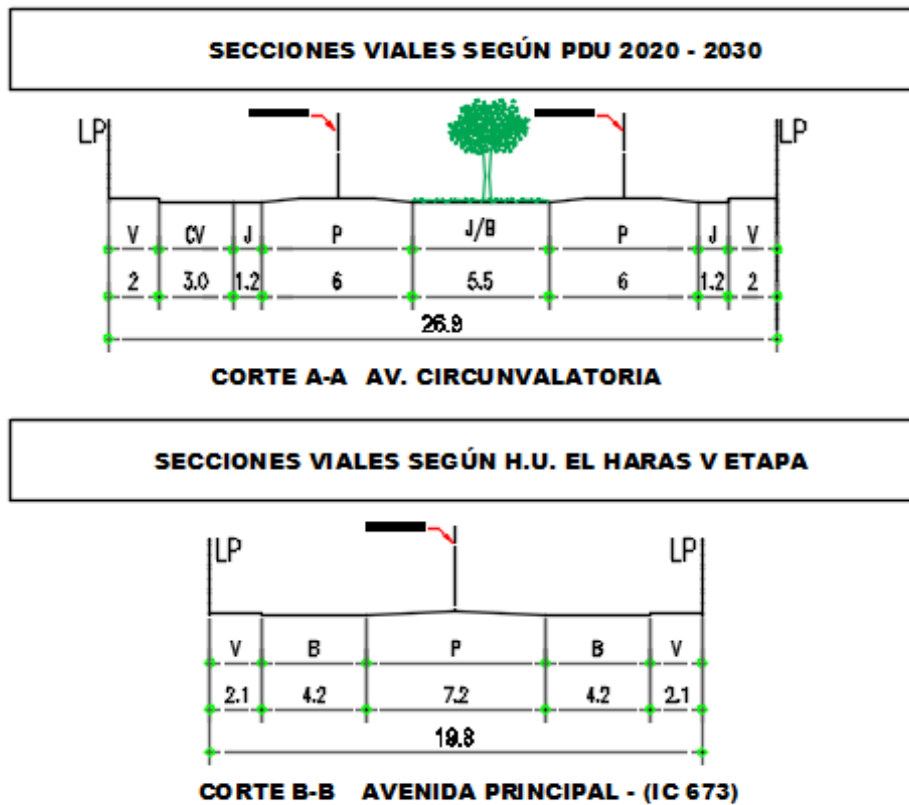 SECCIONES VIALES SEGÚN PDU 2020 - 2030
LP LP
V CV J P J/B P J V
2 3.0 1.2 6 5.5 6 1.2 2
26.9
CORTE A-A AV. CIRCUNVALATORIA
SECCIONES VIALES SEGÚN H.U. EL HARAS V ETAPA
LP LP
V B P B V
2.1 4.2 7.2 4.2 2.1
19.8
CORTE B-B AVENIDA PRINCIPAL - (IC 673)